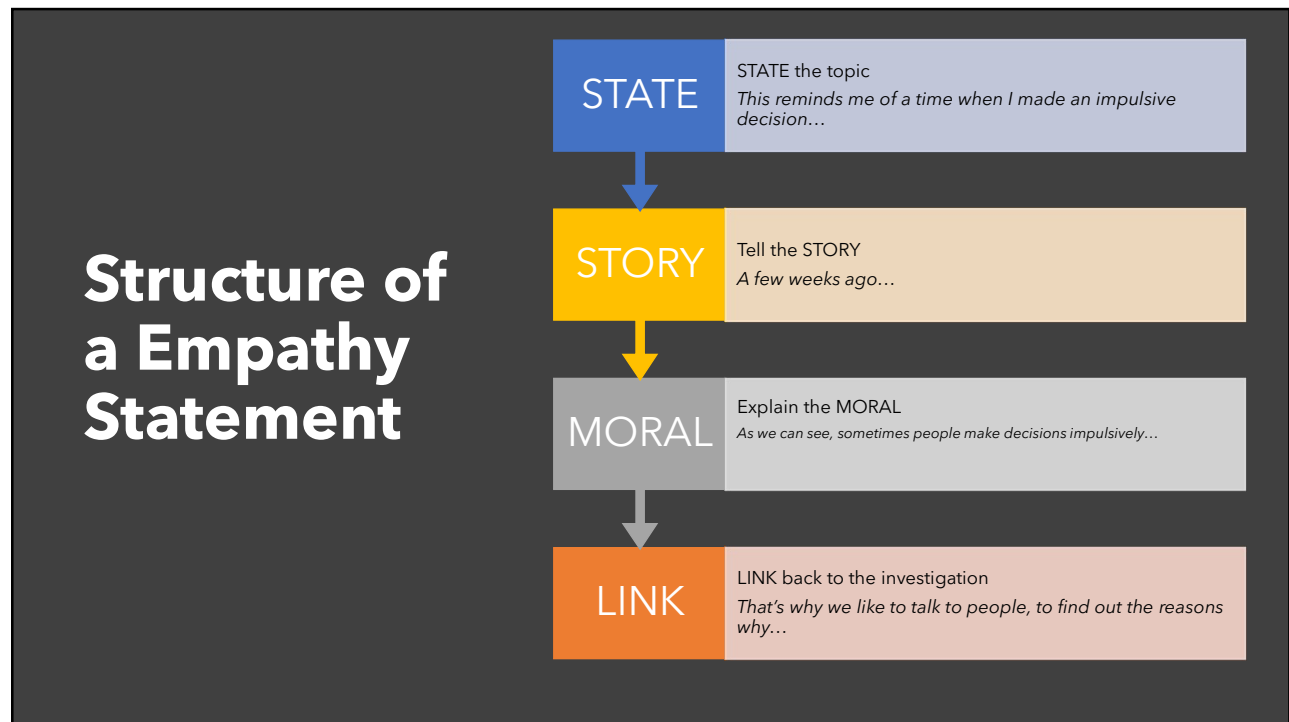 Structure of
a Empathy
Statement
STATE
STATE the topic
This reminds me of a time when I made an impulsive
decision…
STORY
Tell the STORY
A few weeks ago…
MORAL
Explain the MORAL
As we can see, sometimes people make decisions impulsively…
LINK
LINK back to the investigation
That’s why we like to talk to people, to find out the reasons
why…